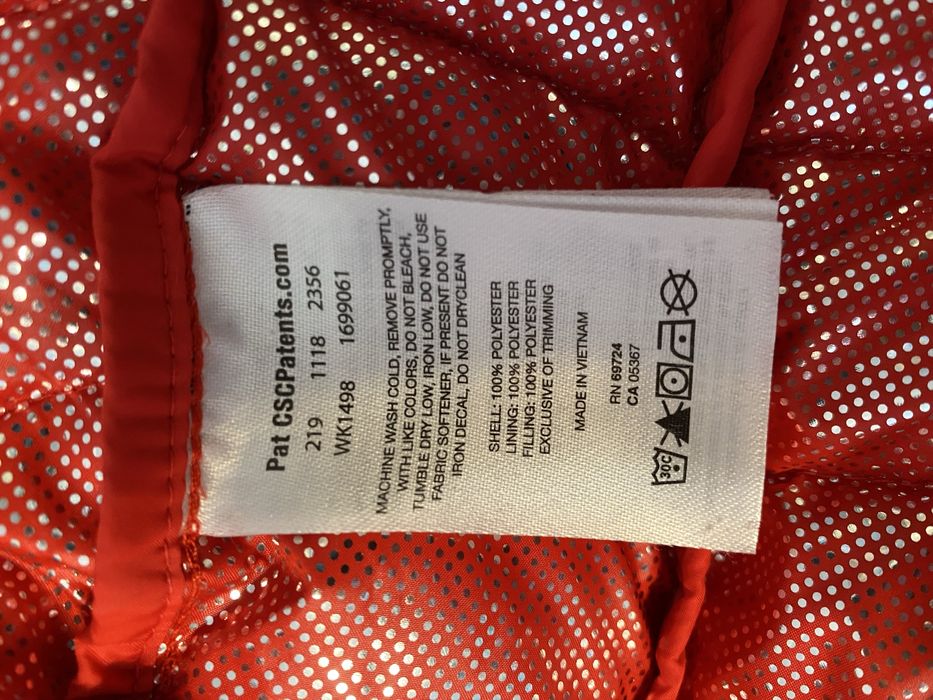 Pat CSCPatents.com
219 1118 2356
WK1498 1699061
MACHINE WASH COLD, REMOVE PROMPTLY,
WITH LIKE COLORS, DO NOT BLEACH,
TUMBLE DRY LOW, IRON LOW, DO NOT USE
FABRIC SOFTENER, IF PRESENT DO NOT
IRON DECAL, DO NOT DRYCLEAN
SHELL: 100% POLYESTER
LINING: 100% POLYESTER
FILLING: 100% POLYESTER
EXCLUSIVE OF TRIMMING
MADE IN VIETNAM
RN 69724
CA 05367
30C